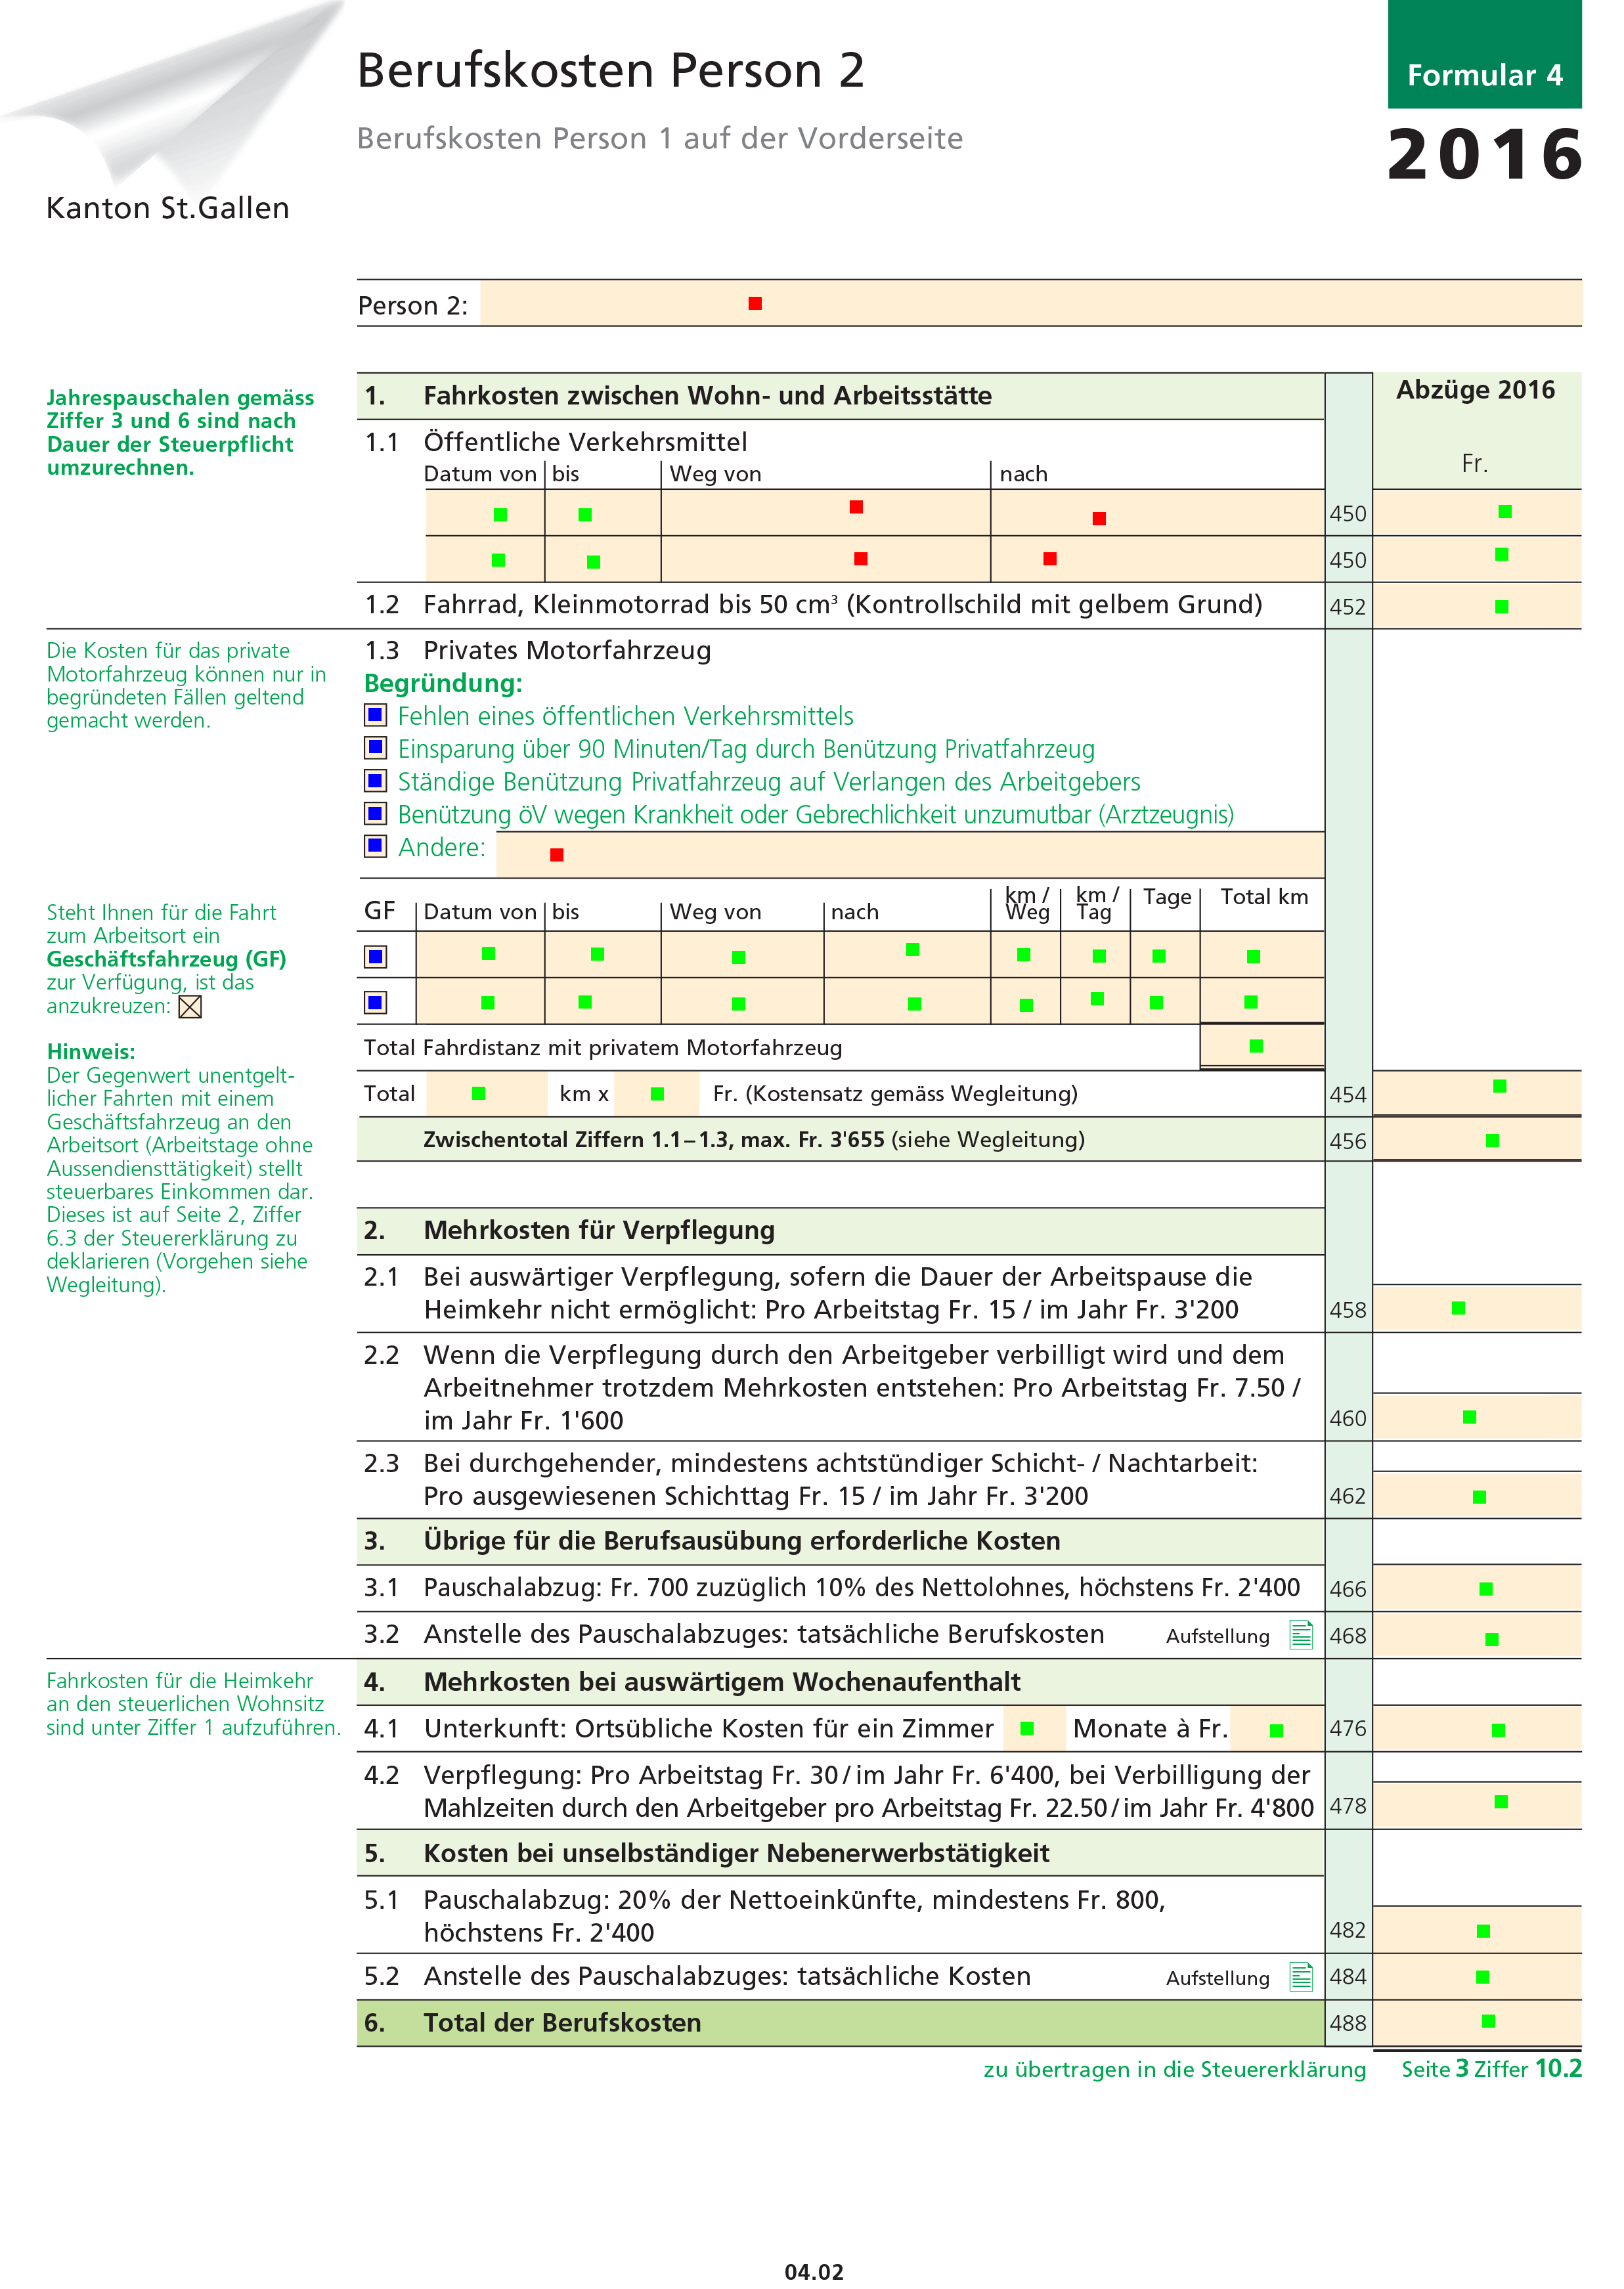 Berufskosten Person 2
Formular 4
Berufskosten Person 1 auf der Vorderseite
2016
Kanton St.Gallen
Person 2:
Jahrespauschalen gemäss
Ziffer 3 und 6 sind nach
Dauer der Steuerpflicht
umzurechnen.
1. Fahrkosten zwischen Wohn- und Arbeitsstätte
Abzüge 2016
1.1 Öffentliche Verkehrsmittel
Fr.
Datum von bis Weg von nach
450
450
1.2 Fahrrad, Kleinmotorrad bis 50 cm³ (Kontrollschild mit gelbem Grund) 452
Die Kosten für das private
Motorfahrzeug können nur in
begründeten Fällen geltend
gemacht werden.
1.3 Privates Motorfahrzeug
Begründung:
Fehlen eines öffentlichen Verkehrsmittels
Einsparung über 90 Minuten/Tag durch Benützung Privatfahrzeug
Ständige Benützung Privatfahrzeug auf Verlangen des Arbeitgebers
Benützung öV wegen Krankheit oder Gebrechlichkeit unzumutbar (Arztzeugnis)
Andere:
Steht Ihnen für die Fahrt
zum Arbeitsort ein
Geschäftsfahrzeug (GF)
zur Verfügung, ist das
anzukreuzen:
GF Datum von bis Weg von nach km / Weg km / Tag Tage Total km
Hinweis:
Der Gegenwert unentgelt-
licher Fahrten mit einem
Geschäftsfahrzeug an den
Arbeitsort (Arbeitstage ohne
Aussendiensttätigkeit) stellt
steuerbares Einkommen dar.
Dieses ist auf Seite 2, Ziffer
6.3 der Steuererklärung zu
deklarieren (Vorgehen siehe
Wegleitung).
Total Fahrdistanz mit privatem Motorfahrzeug
Total km x Fr. (Kostensatz gemäss Wegleitung) 454
Zwischentotal Ziffern 1.1–1.3, max. Fr. 3'655 (siehe Wegleitung) 456
2. Mehrkosten für Verpflegung
2.1 Bei auswärtiger Verpflegung, sofern die Dauer der Arbeitspause die
Heimkehr nicht ermöglicht: Pro Arbeitstag Fr. 15 / im Jahr Fr. 3'200 458
2.2 Wenn die Verpflegung durch den Arbeitgeber verbilligt wird und dem
Arbeitnehmer trotzdem Mehrkosten entstehen: Pro Arbeitstag Fr. 7.50 /
im Jahr Fr. 1'600 460
2.3 Bei durchgehender, mindestens achtstündiger Schicht- / Nachtarbeit:
Pro ausgewiesenen Schichttag Fr. 15 / im Jahr Fr. 3'200 462
3. Übrige für die Berufsausübung erforderliche Kosten
3.1 Pauschalabzug: Fr. 700 zuzüglich 10% des Nettolohnes, höchstens Fr. 2'400 466
3.2 Anstelle des Pauschalabzuges: tatsächliche Berufskosten Aufstellung 468
Fahrkosten für die Heimkehr
an den steuerlichen Wohnsitz
sind unter Ziffer 1 aufzuführen.
4. Mehrkosten bei auswärtigem Wochenaufenthalt
4.1 Unterkunft: Ortsübliche Kosten für ein Zimmer Monate à Fr. 476
4.2 Verpflegung: Pro Arbeitstag Fr. 30 / im Jahr Fr. 6'400, bei Verbilligung der
Mahlzeiten durch den Arbeitgeber pro Arbeitstag Fr. 22.50 / im Jahr Fr. 4'800 478
5. Kosten bei unselbständiger Nebenerwerbstätigkeit
5.1 Pauschalabzug: 20% der Nettoeinkünfte, mindestens Fr. 800,
höchstens Fr. 2'400 482
5.2 Anstelle des Pauschalabzuges: tatsächliche Kosten Aufstellung 484
6. Total der Berufskosten 488
zu übertragen in die Steuererklärung Seite 3 Ziffer 10.2
04.02